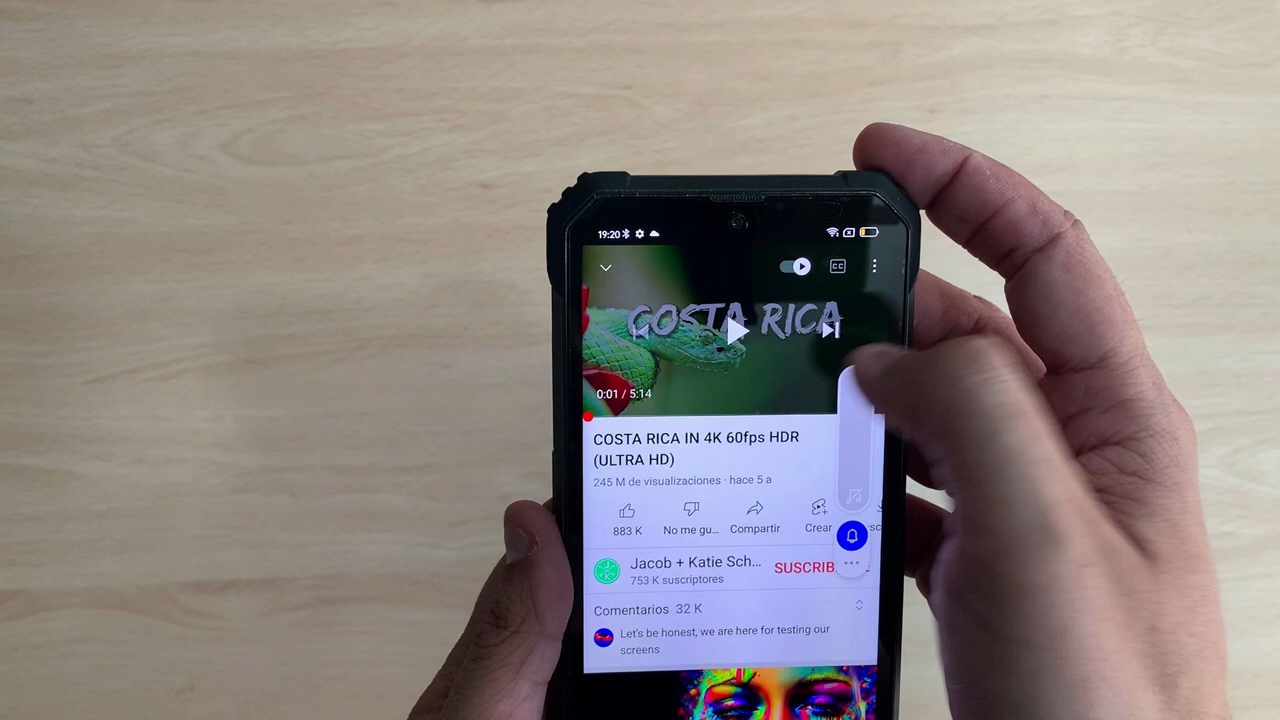 19:20
CC
COSTA RICA
0:01 / 5:14
COSTA RICA IN 4K 60fps HDR
(ULTRA HD)
245 M de visualizaciones · hace 5 a
883 K No me gu... Compartir Crear
Jacob + Katie Sch... SUSCRIB
753 K suscriptores
Comentarios 32 K
Let's be honest, we are here for testing our
screens